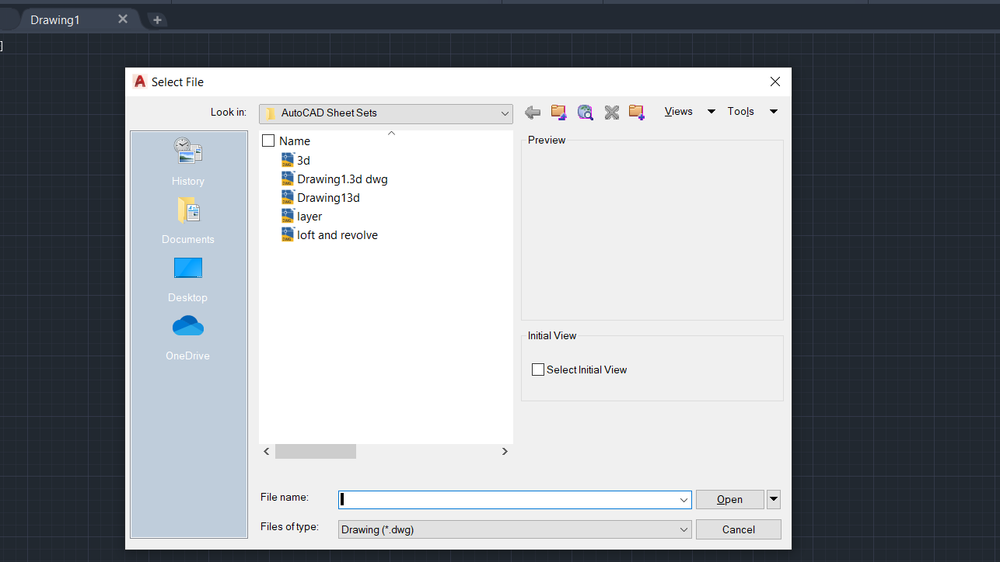 Drawing1
Select File
Look in: AutoCAD Sheet Sets Views Tools
History
Documents
Desktop
OneDrive
Name
3d
Drawing1.3d dwg
Drawing13d
layer
loft and revolve
Preview
Initial View
Select Initial View
File name: Open
Files of type: Drawing (*.dwg) Cancel